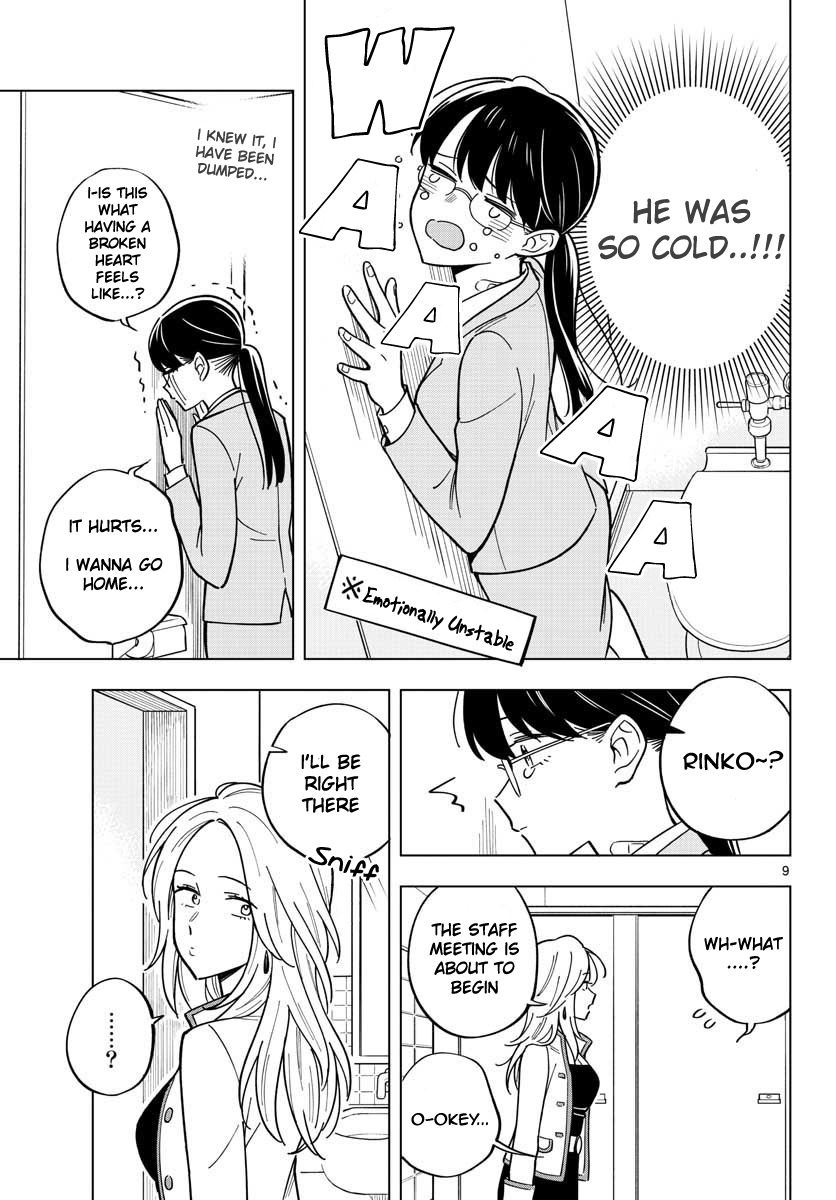 HE WAS
SO COLD..!!!
W
A
A
A
A
A
※Emotionally Unstable
I KNEW IT, I
HAVE BEEN
DUMPED...
I-IS THIS
WHAT
HAVING A
BROKEN
HEART
FEELS
LIKE...?
IT HURTS...
I WANNA GO
HOME...
RINKO~?
9
WH-WHAT
....?
THE STAFF
MEETING IS
ABOUT TO
BEGIN
O-OKEY...
I'LL BE
RIGHT
THERE
Sniff
......?